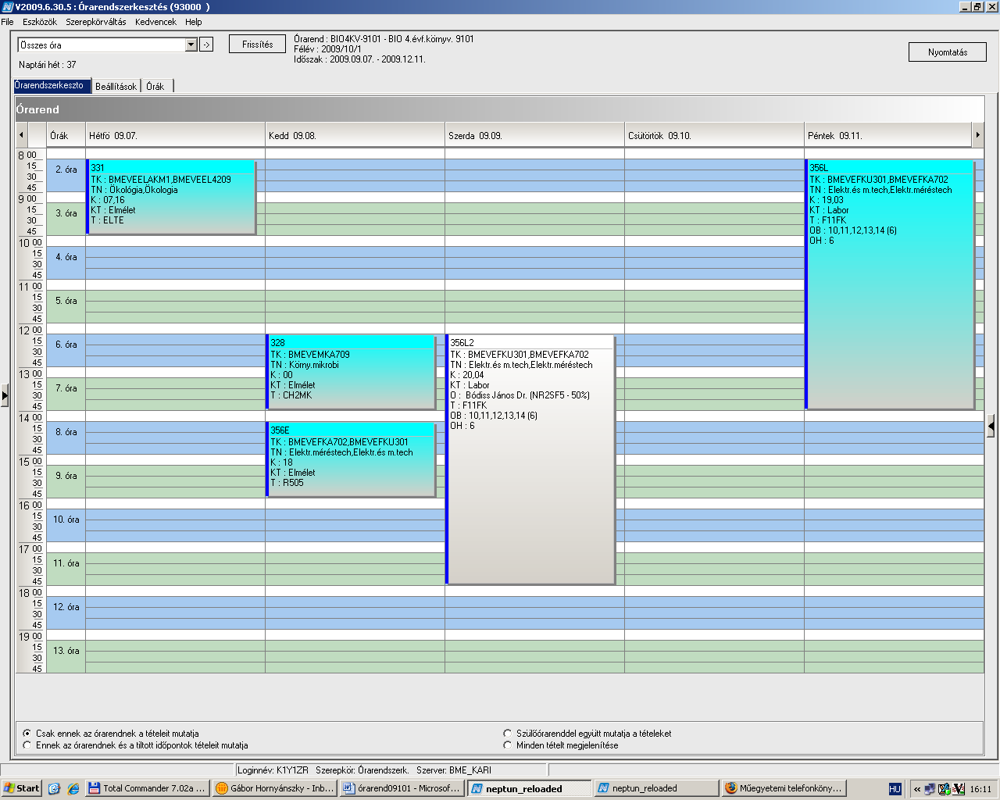 V2009.6.30.5 : Órarendszerkesztés (93000  )
File Eszközök Szerepkörváltás Kedvencek Help
Összes óra
->
Frissítés
Órarend : BIO4KV-9101 - BIO 4.évf.környv. 9101
Félév : 2009/10/1
Időszak : 2009.09.07. - 2009.12.11.
Nyomtatás
Naptári hét : 37
Órarendszerkeszto Beállítások Órák
Órarend
Órák Hétfő 09.07. Kedd 09.08. Szerda 09.09. Csütörtök 09.10. Péntek 09.11.
8 00
15
30
45
9 00
15
30
45
10 00
15
30
45
11 00
15
30
45
12 00
15
30
45
13 00
15
30
45
14 00
15
30
45
15 00
15
30
45
16 00
15
30
45
17 00
15
30
45
18 00
15
30
45
19 00
15
30
45
2. óra
3. óra
4. óra
5. óra
6. óra
7. óra
8. óra
9. óra
10. óra
11. óra
12. óra
13. óra
331
TK : BMEVEELAKM1,BMEVEEL4209
TN : Ökológia,Ökologia
K : 07,16
KT : Elmélet
T : ELTE
328
TK : BMEVEMKA709
TN : Körny.mikrobi
K : 00
KT : Elmélet
T : CH2MK
356E
TK : BMEVEFKA702,BMEVEFKU301
TN : Elektr.méréstech,Elektr.és m.tech
K : 18
KT : Elmélet
T : R505
356L2
TK : BMEVEFKU301,BMEVEFKA702
TN : Elektr.és m.tech,Elektr.méréstech
K : 20,04
KT : Labor
O : Bódiss János Dr. (NR2SF5 - 50%)
T : F11FK
OB : 10,11,12,13,14 (6)
OH : 6
356L
TK : BMEVEFKU301,BMEVEFKA702
TN : Elektr.és m.tech,Elektr.méréstech
K : 19,03
KT : Labor
T : F11FK
OB : 10,11,12,13,14 (6)
OH : 6
Csak ennek az órarendnek a tételeit mutatja
Ennek az órarendnek és a tiltott időpontok tételeit mutatja
Szülőórarenddel együtt mutatja a tételeket
Minden tételt megjelenítése
Loginnév: K1Y1ZR Szerepkör: Órarendszerk. Szerver: BME_KARI
Start Total Commander 7.02a ... Gábor Hornyánszky - Inb... órarend09101 - Microsof... neptun_reloaded neptun_reloaded Műegyetemi telefonköny... HU « 16:11